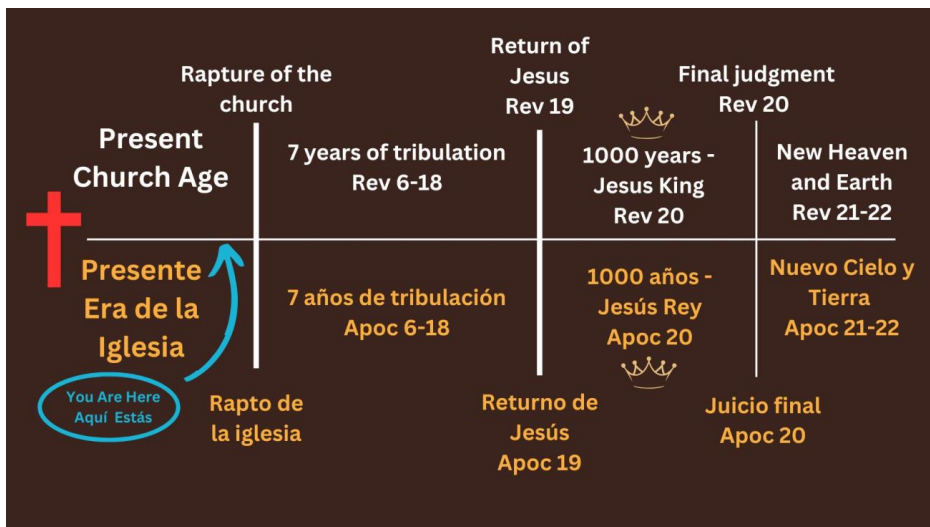 Rapture of the
church
Return of
Jesus
Rev 19
Final judgment
Rev 20
Present
Church Age
7 years of tribulation
Rev 6-18
1000 years -
Jesus King
Rev 20
New Heaven
and Earth
Rev 21-22
Presente
Era de la
Iglesia
7 años de tribulación
Apoc 6-18
1000 años -
Jesús Rey
Apoc 20
Nuevo Cielo y
Tierra
Apoc 21-22
You Are Here
Aquí Estás
Rapto de
la iglesia
Returno de
Jesús
Apoc 19
Juicio final
Apoc 20